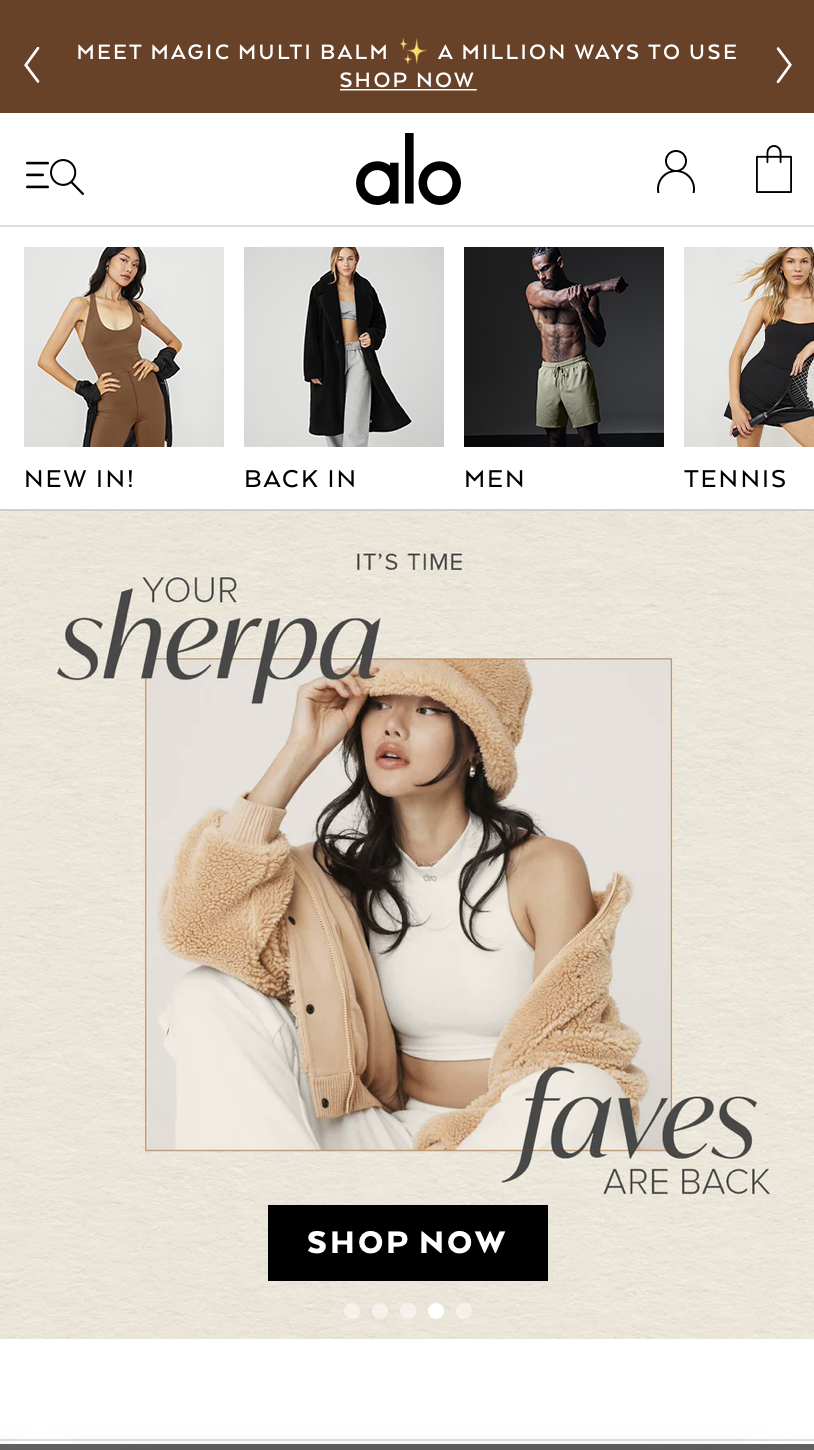 MEET MAGIC MULTI BALM ✨ A MILLION WAYS TO USE
SHOP NOW
alo
NEW IN!
BACK IN
MEN
TENNIS
IT'S TIME
YOUR
sherpa
alo
faves
ARE BACK
SHOP NOW